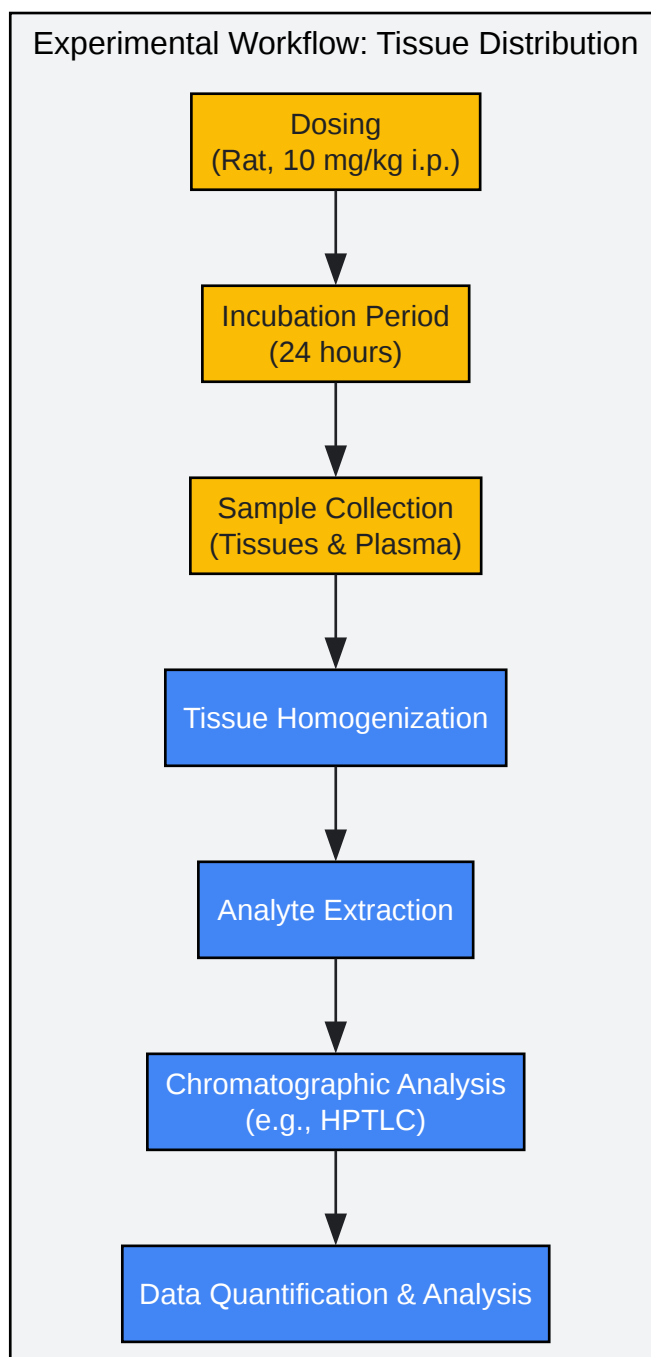 Experimental Workflow: Tissue Distribution
Dosing
(Rat, 10 mg/kg i.p.)
Incubation Period
(24 hours)
Sample Collection
(Tissues & Plasma)
Tissue Homogenization
Analyte Extraction
Chromatographic Analysis
(e.g., HPTLC)
Data Quantification & Analysis